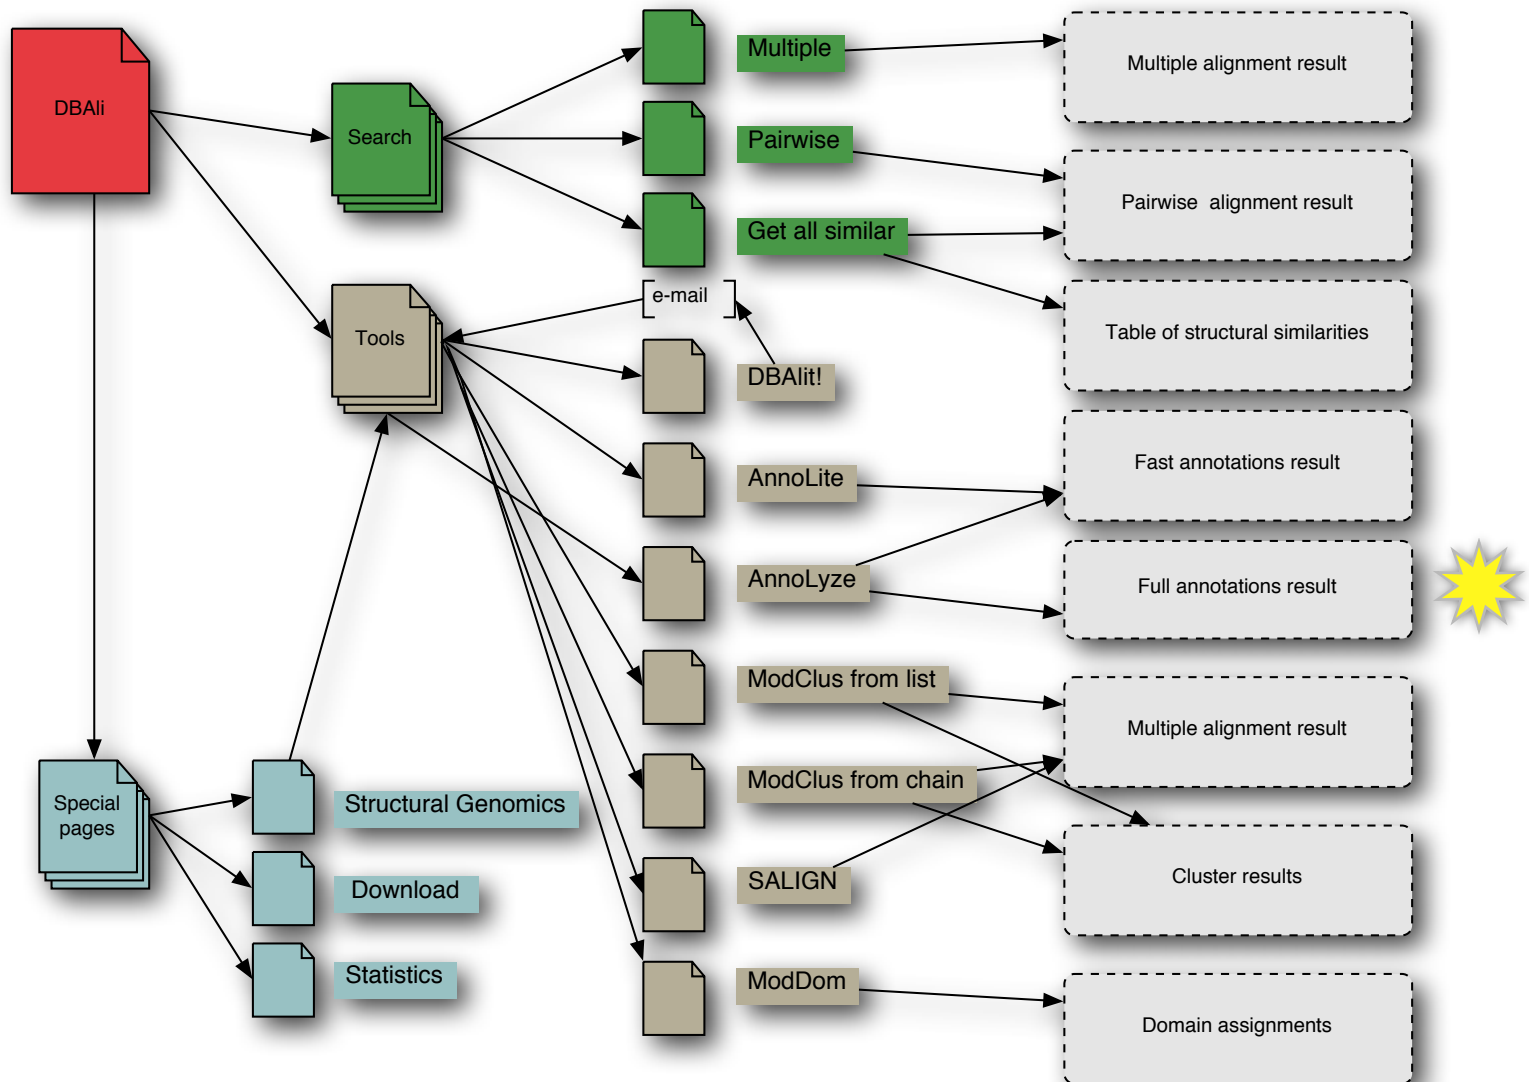 DBAli
Search
Multiple
Pairwise
Get all similar
Multiple alignment result
Pairwise  alignment result
Table of structural similarities
Tools
e-mail
DBAlit!
AnnoLite
AnnoLyze
ModClus from list
ModClus from chain
SALIGN
ModDom
Fast annotations result
Full annotations result
Multiple alignment result
Cluster results
Domain assignments
Special
pages
Structural Genomics
Download
Statistics